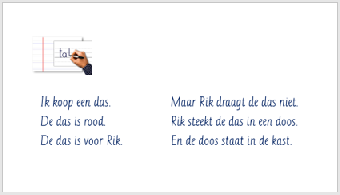 tal
Ik koop een das.
De das is rood.
De das is voor Rik.
Maar Rik draagt de das niet.
Rik steekt de das in een doos.
En de doos staat in de kast.